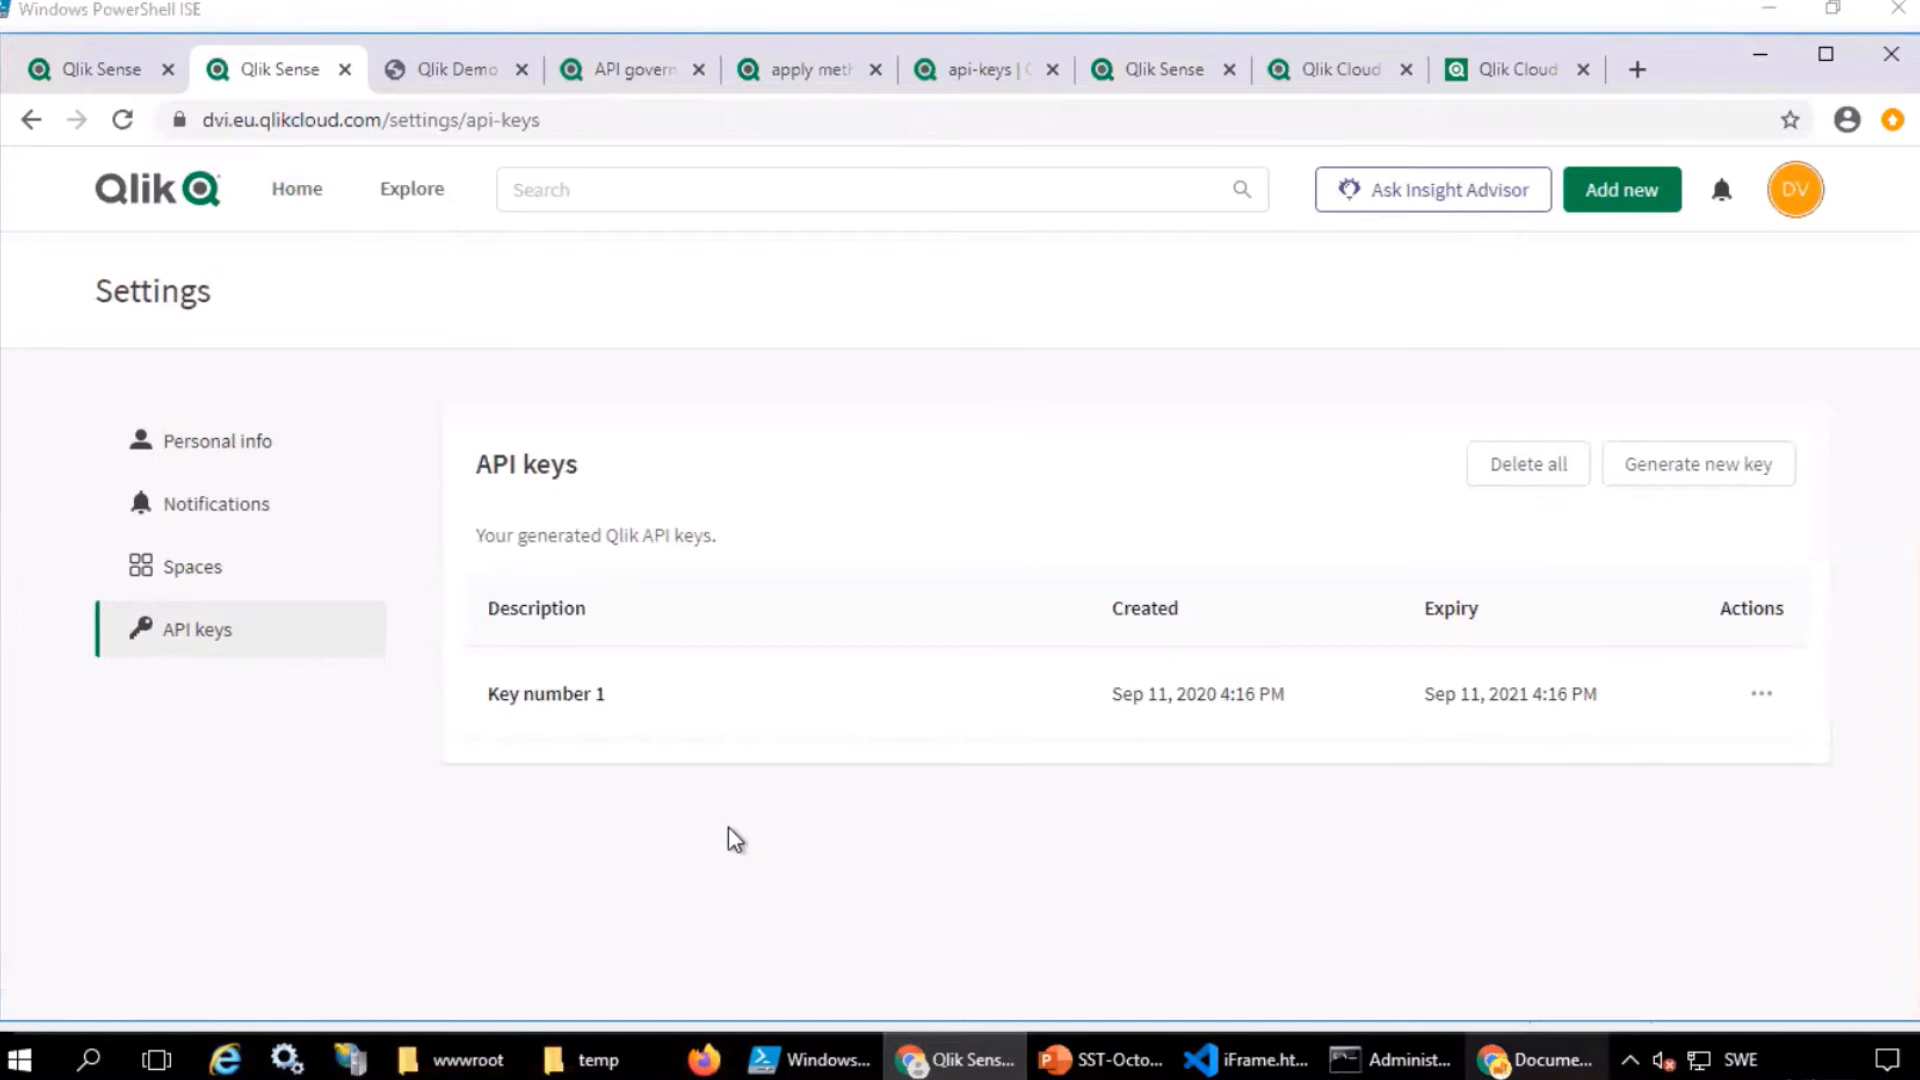 Windows PowerShell ISE
Qlik Sense
Qlik Sense
Qlik Demo
API govern
apply meth
api-keys |
Qlik Sense
Qlik Cloud
Qlik Cloud
dvi.eu.qlikcloud.com/settings/api-keys
Qlik
Home
Explore
Search
Ask Insight Advisor
Add new
DV
Settings
Personal info
Notifications
Spaces
API keys
API keys
Delete all
Generate new key
Your generated Qlik API keys.
Description Created Expiry Actions
Key number 1 Sep 11, 2020 4:16 PM Sep 11, 2021 4:16 PM
wwwroot
temp
Windows...
Qlik Sens...
SST-Octo...
iFrame.ht...
Administ...
Docume...
SWE